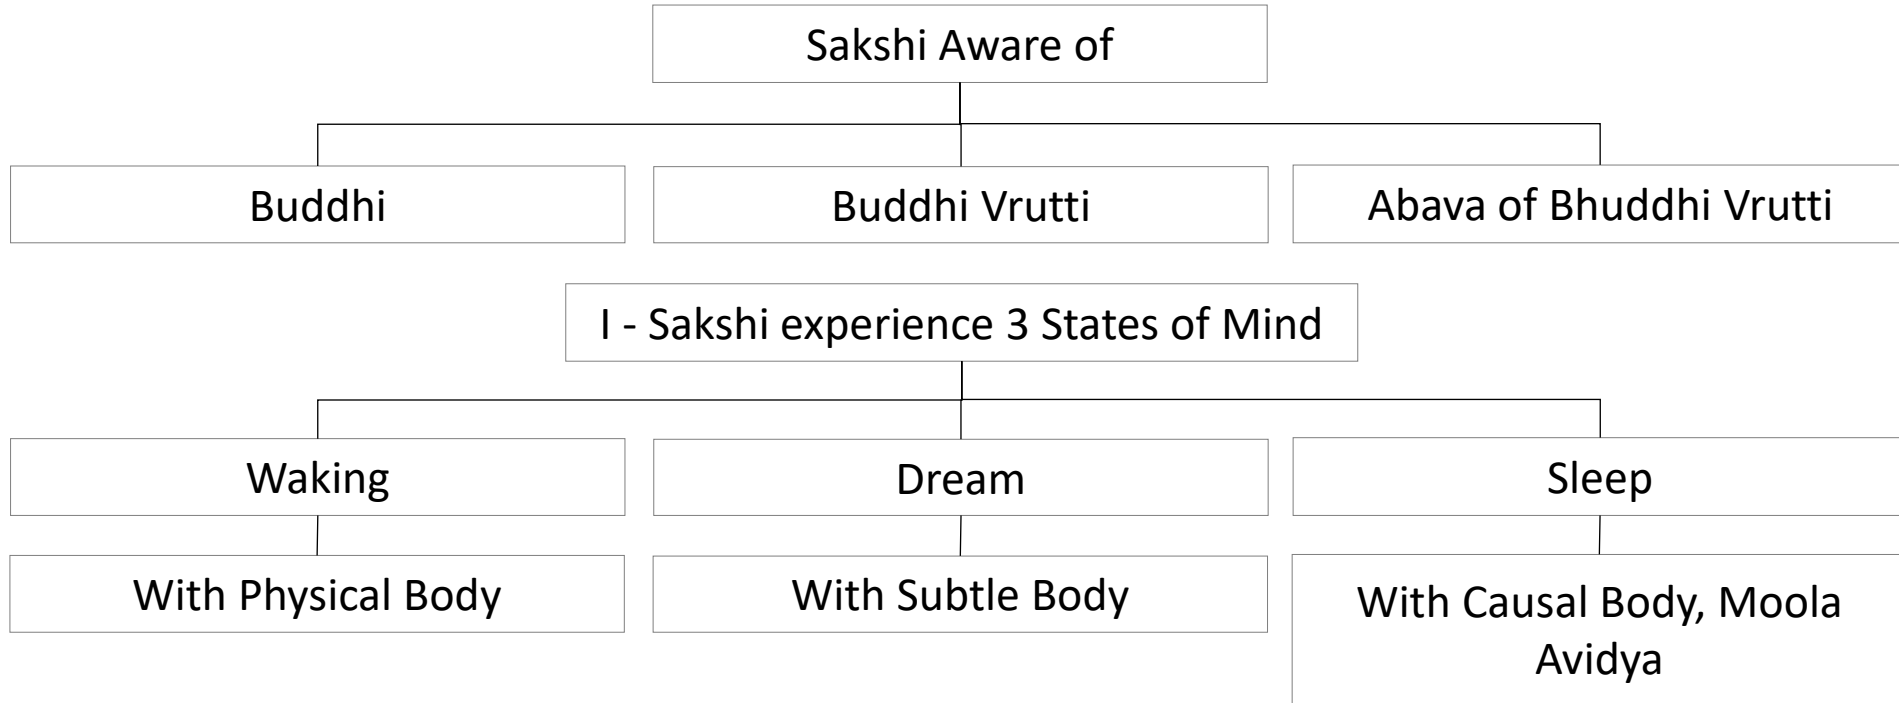 Sakshi Aware of
Buddhi
Buddhi Vrutti
Abava of Bhuddhi Vrutti
I - Sakshi experience 3 States of Mind
Waking
Dream
Sleep
With Physical Body
With Subtle Body
With Causal Body, Moola
Avidya